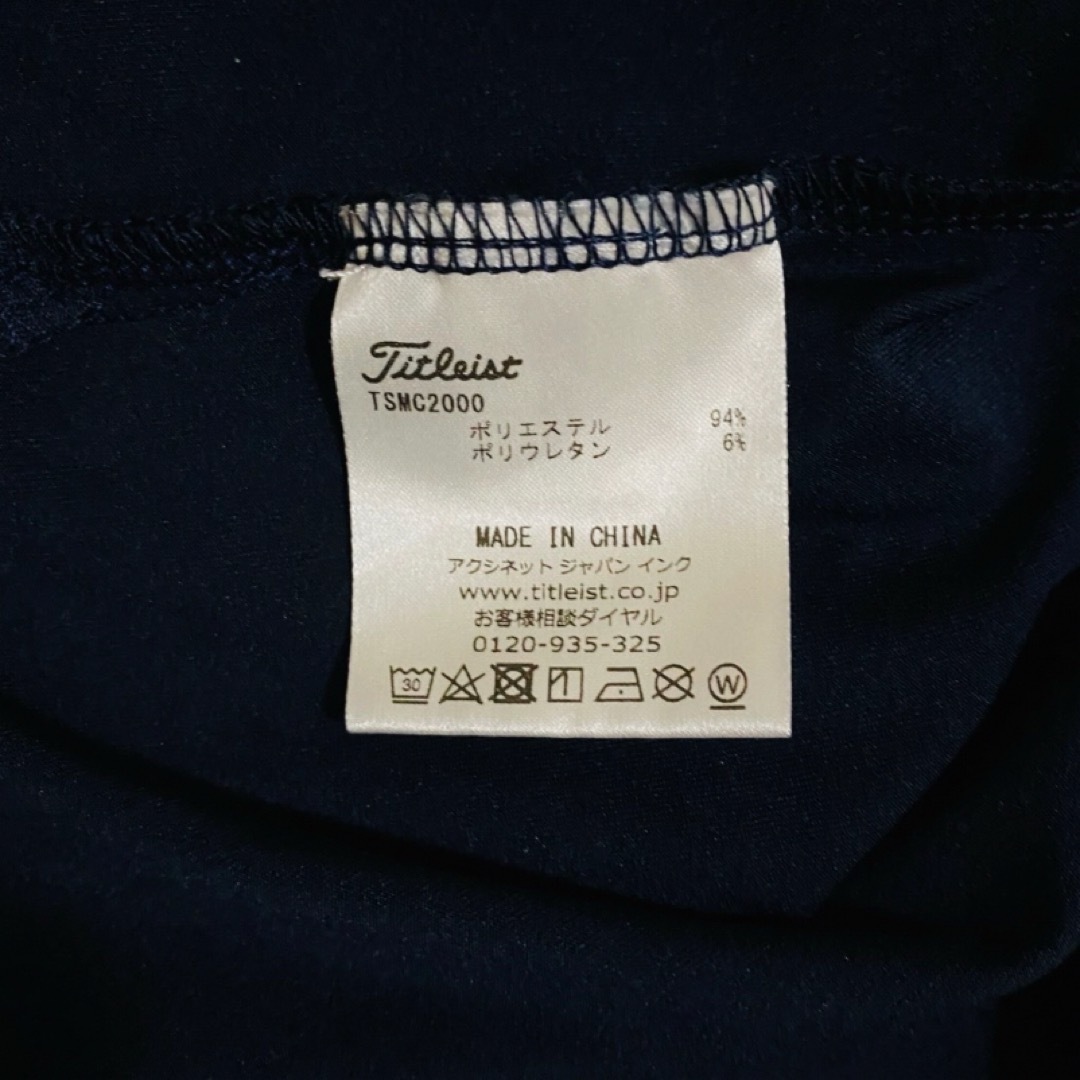 Titleist
TSMC2000
ポリエステル 94%
ポリウレタン 6%
MADE IN CHINA
アクシネット ジャパン インク
www.titleist.co.jp
お客様相談ダイヤル
0120-935-325
30 W